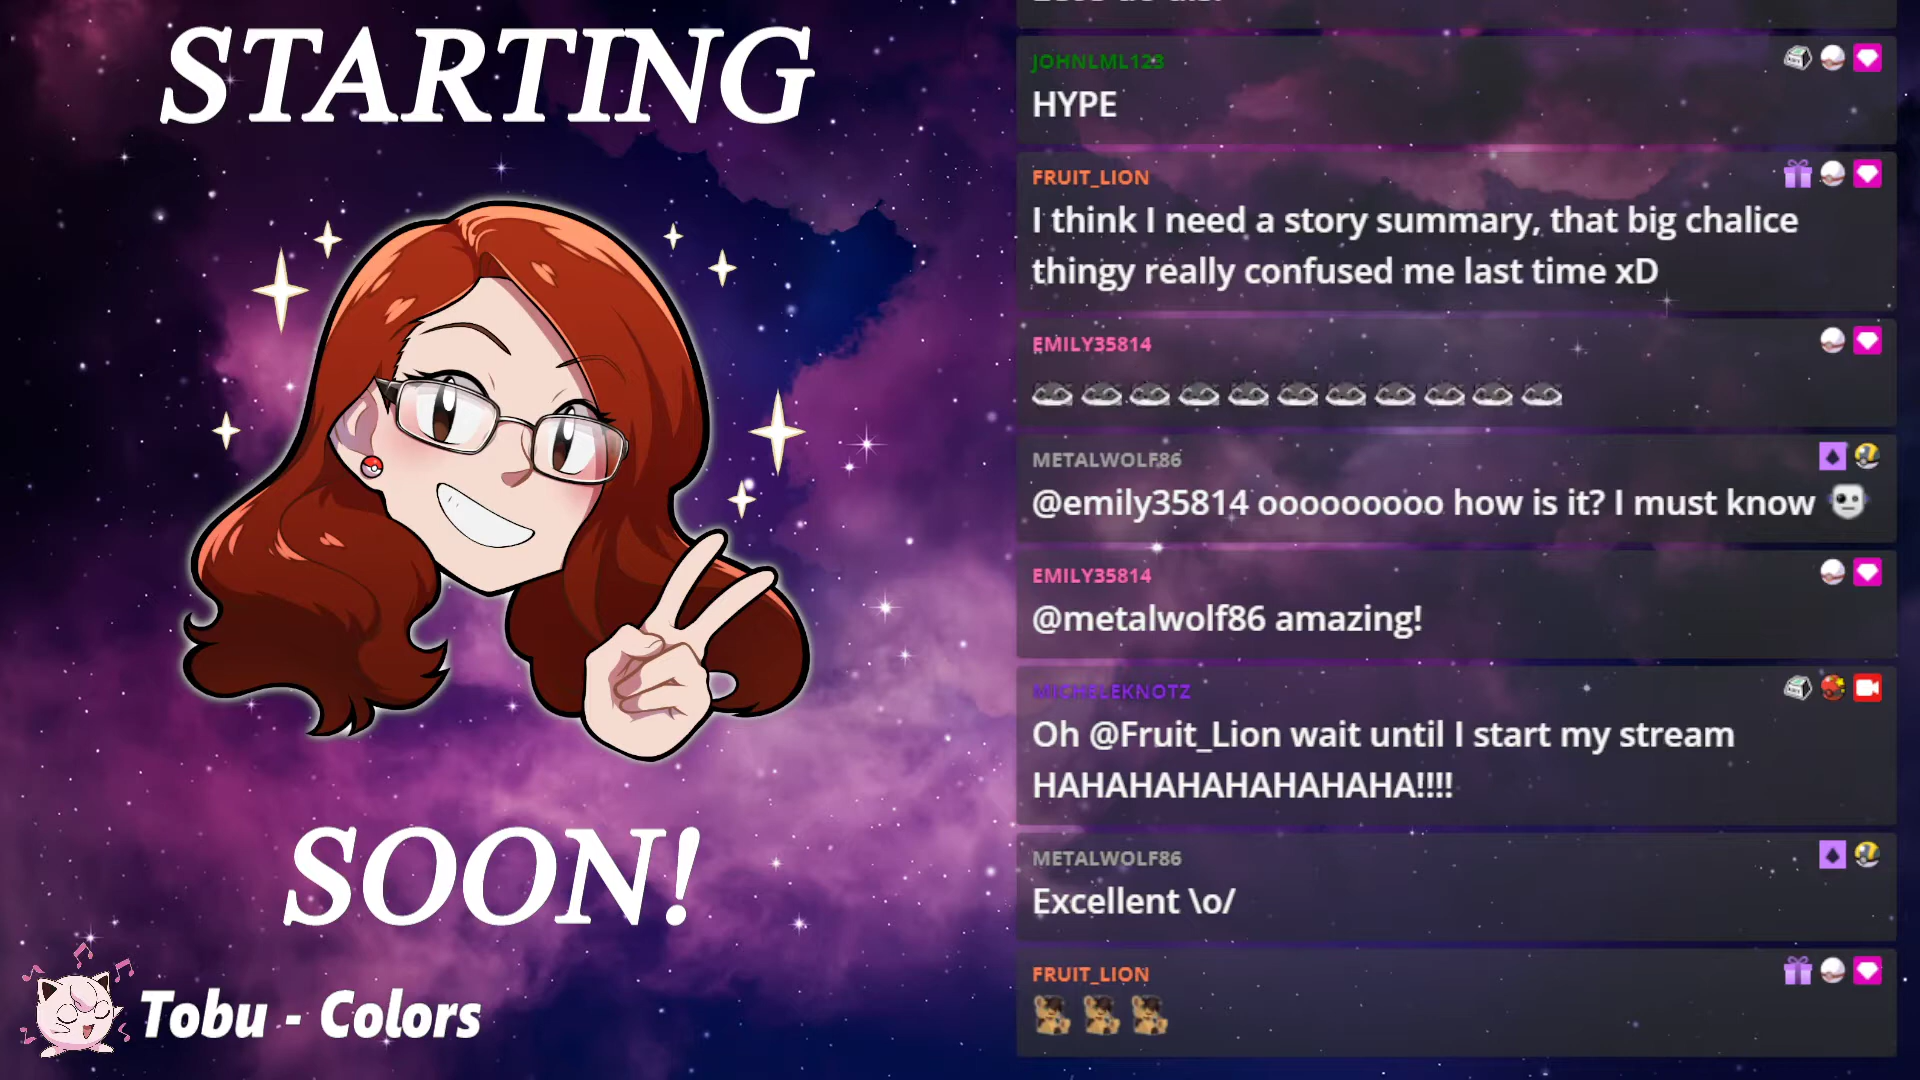 STARTING
SOON!
Tobu - Colors
JOHNLML123
HYPE
FRUIT_LION
I think I need a story summary, that big chalice
thingy really confused me last time xD
EMILY35814
METALWOLF86
@emily35814 ooooooooo how is it? I must know
EMILY35814
@metalwolf86 amazing!
MICHELEKNOTZ
Oh @Fruit_Lion wait until I start my stream
HAHAHAHAHAHAHAHA!!!!
METALWOLF86
Excellent \o/
FRUIT_LION